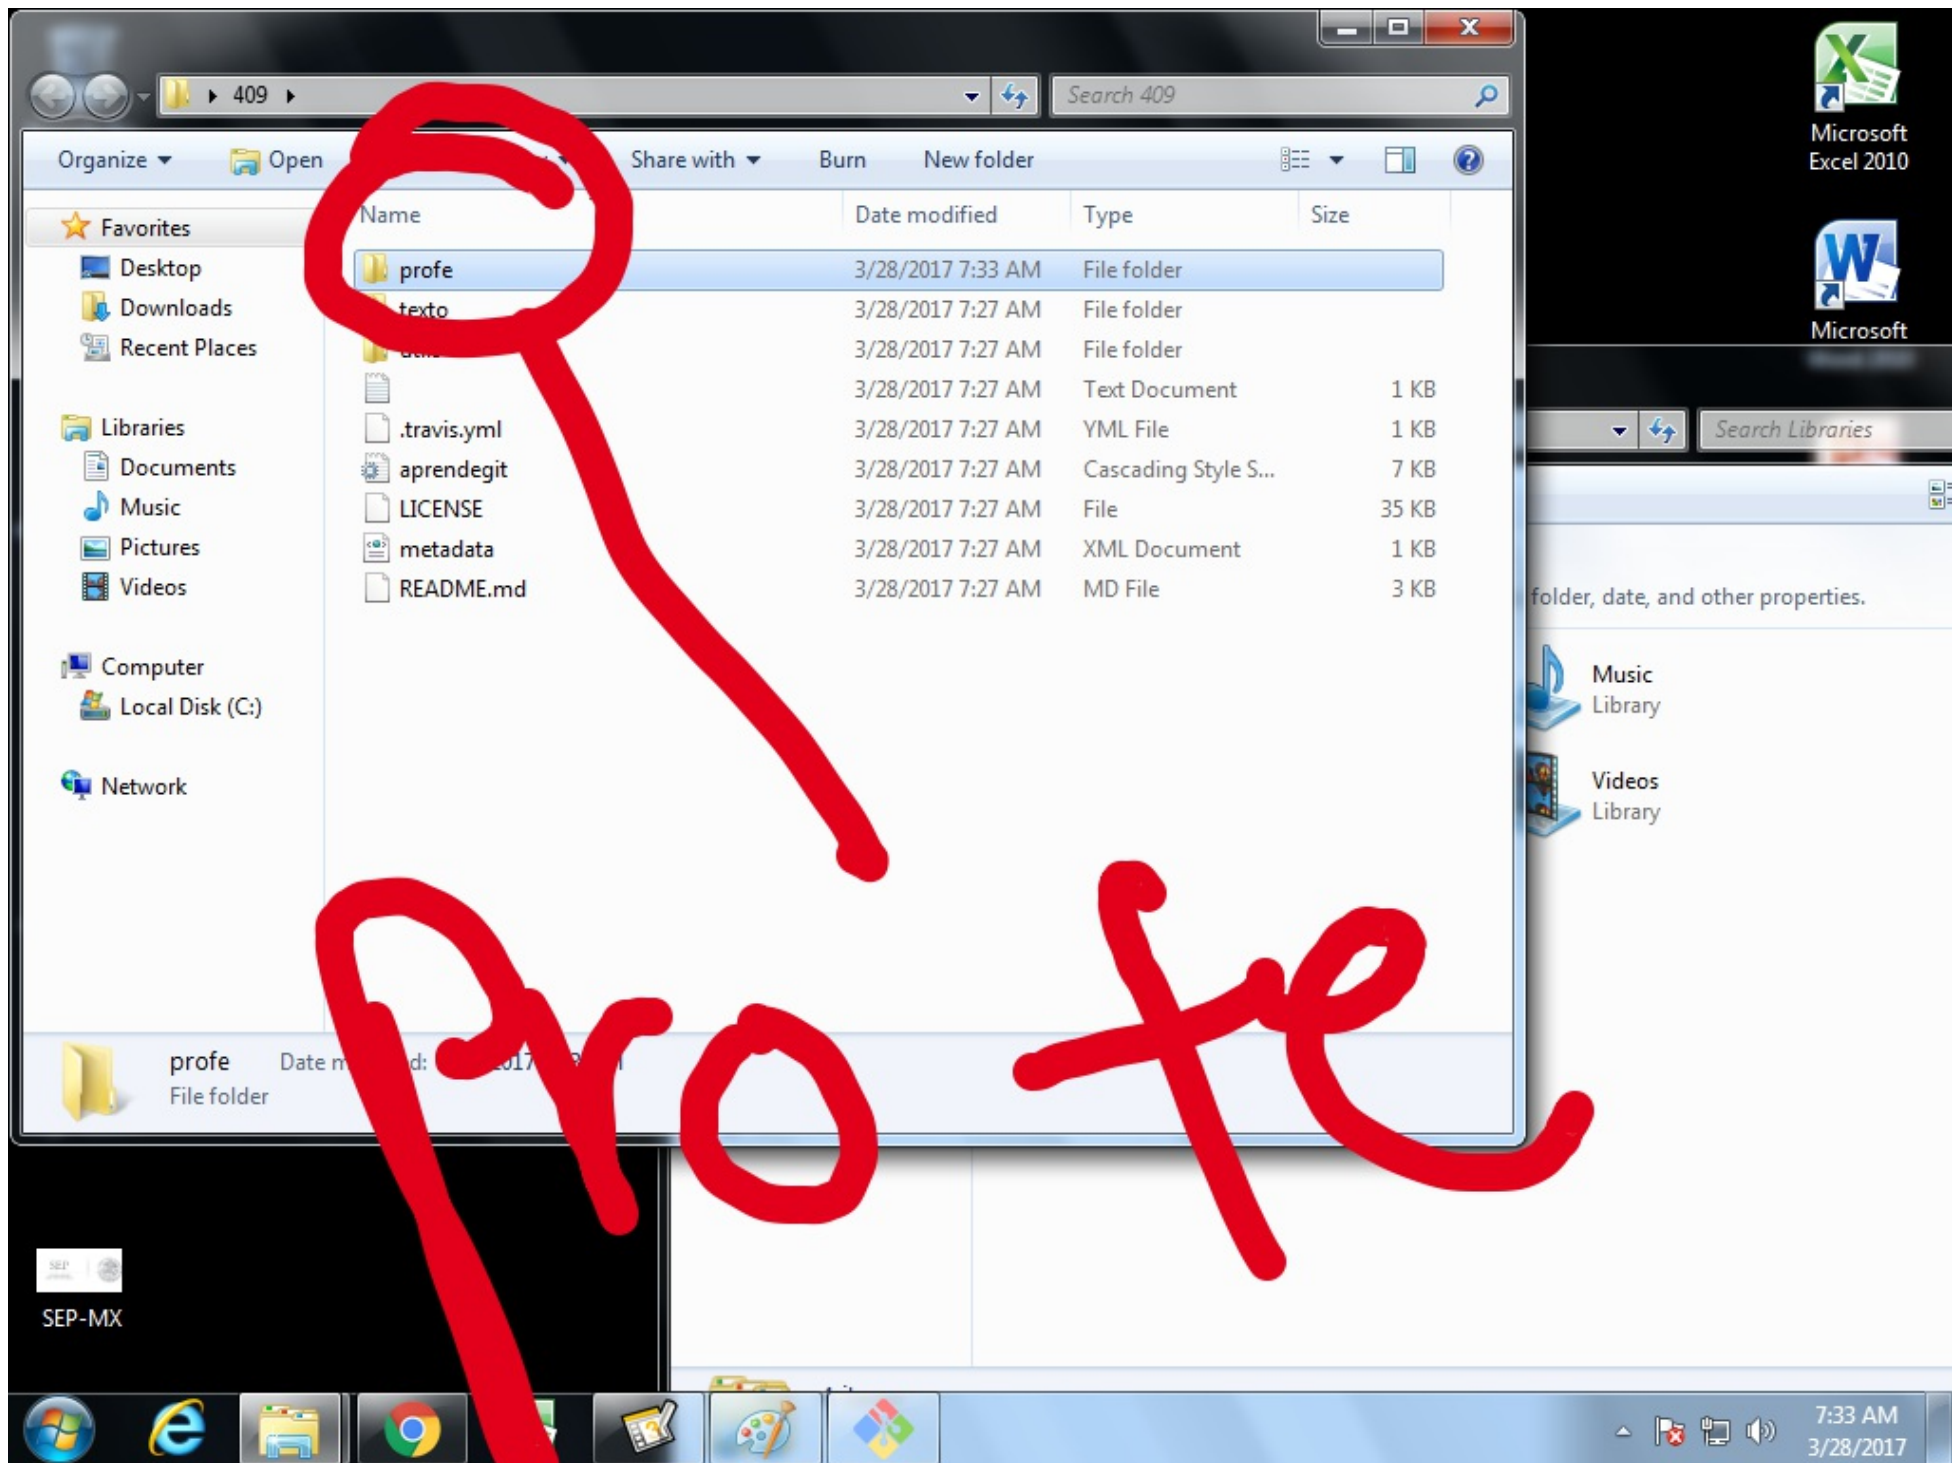 409
Search 409
Microsoft
Excel 2010
Organize
Open
Share with
Burn
New folder
Name
Date modified
Type
Size
Favorites
Desktop
Downloads
Recent Places
Libraries
Documents
Music
Pictures
Videos
Computer
Local Disk (C:)
Network
profe 3/28/2017 7:33 AM File folder
texto 3/28/2017 7:27 AM File folder
3/28/2017 7:27 AM File folder
3/28/2017 7:27 AM Text Document 1 KB
.travis.yml 3/28/2017 7:27 AM YML File 1 KB
aprendegit 3/28/2017 7:27 AM Cascading Style S... 7 KB
LICENSE 3/28/2017 7:27 AM File 35 KB
metadata 3/28/2017 7:27 AM XML Document 1 KB
README.md 3/28/2017 7:27 AM MD File 3 KB
Microsoft
Search Libraries
folder, date, and other properties.
Music
Library
Videos
Library
profe
profe Date
File folder
SEP
SEP-MX
7:33 AM
3/28/2017